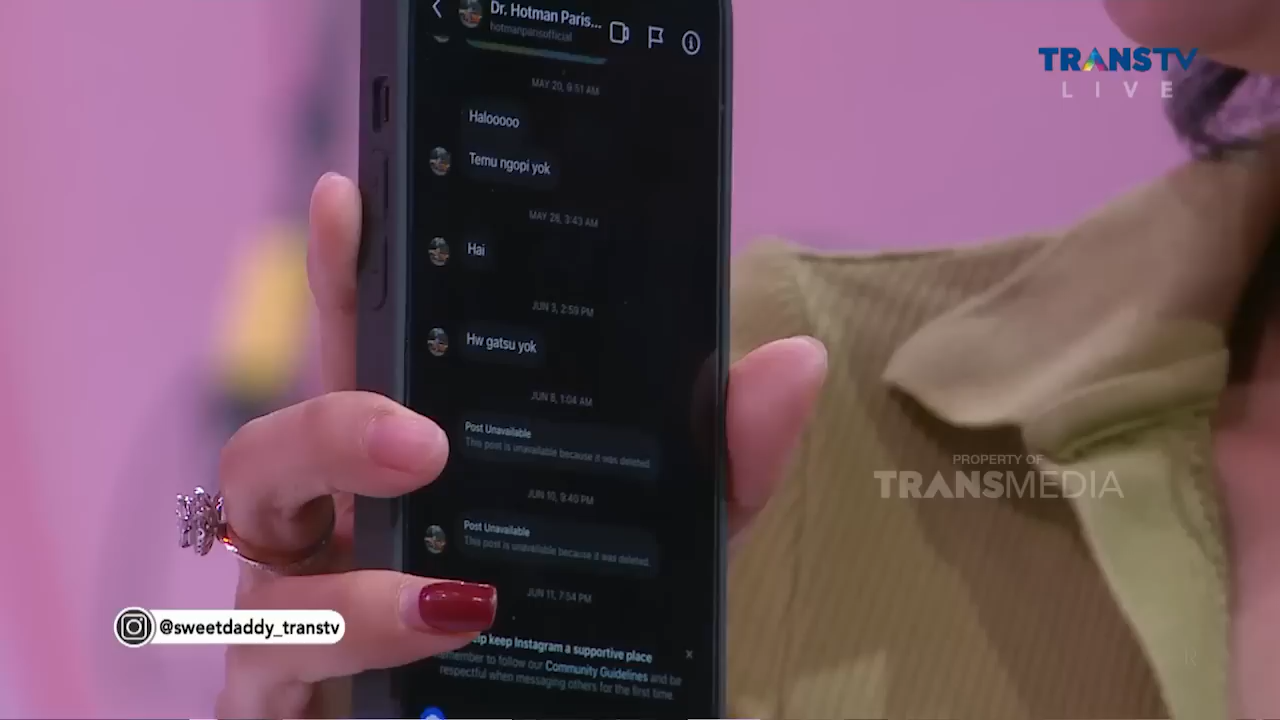 Dr. Hotman Paris...
hotmanparisofficial
TRANSTV
LIVE
MAY 20, 9:51 AM
Halooooo
Temu ngopi yok
MAY 28, 3:43 AM
Hai
JUN 3, 2:59 PM
Hw gatsu yok
JUN 8, 1:04 AM
Post Unavailable
This post is unavailable because it was deleted
PROPERTY OF
TRANSMEDIA
JUN 10, 9:40 PM
Post Unavailable
This post is unavailable because it was deleted.
JUN 11, 7:54 PM
@sweetdaddy_transtv
keep Instagram a supportive place
to follow our Community Guidelines and be
respectful when messaging others for the first time.